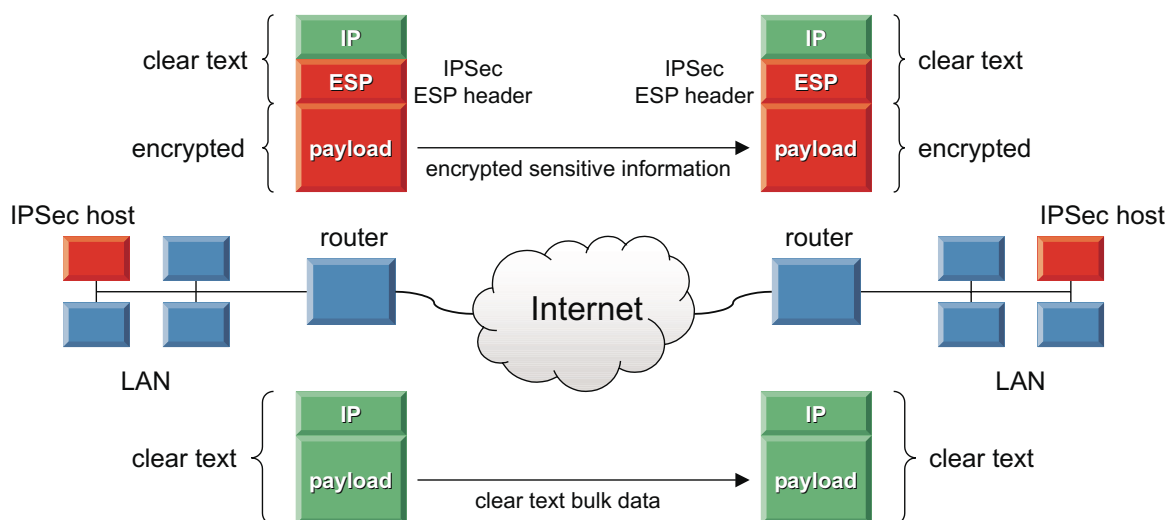 clear text
IP
ESP
IPSec
ESP header
IPSec
ESP header
IP
ESP
clear text
encrypted
payload
encrypted sensitive information
payload
encrypted
IPSec host
router
Internet
router
IPSec host
LAN
LAN
clear text
IP
payload
clear text bulk data
IP
payload
clear text